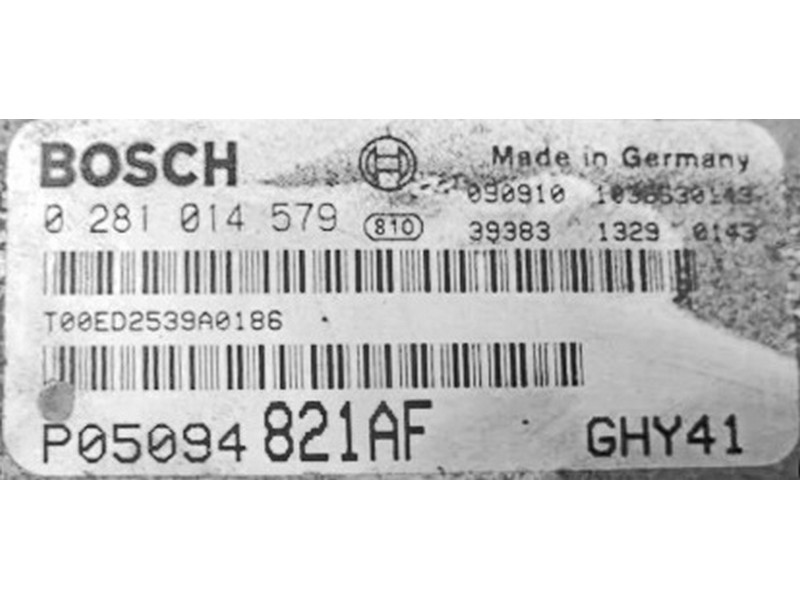 BOSCH Made in Germany
090910
0 281 014 579 810 39383 1329 0143
T00ED2539A0186
P05094 821AF GHY41